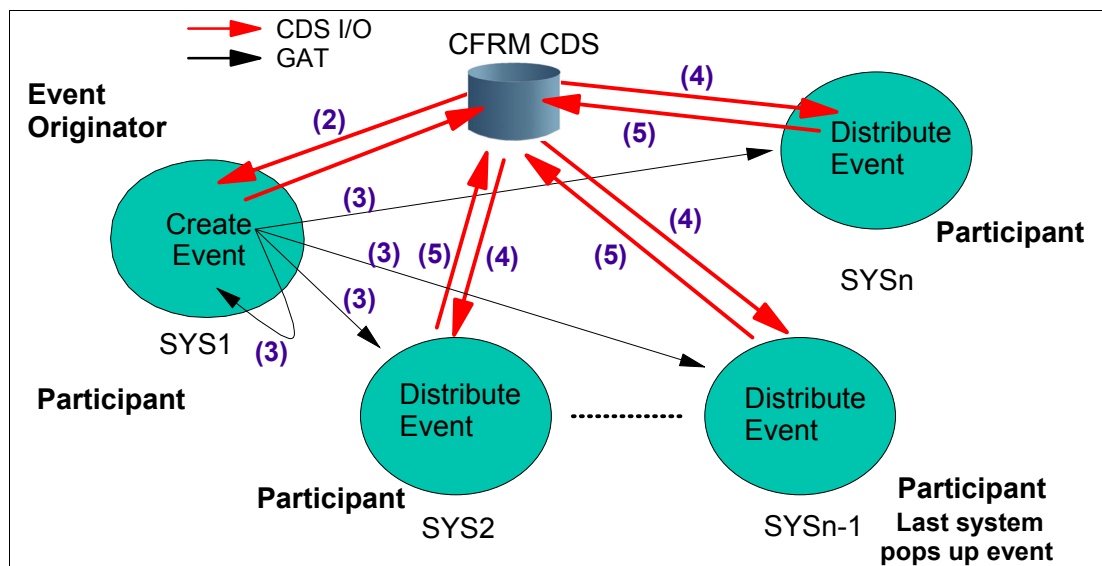 CDS I/O
GAT
CFRM CDS
Event
Originator
(2)
(4)
(5)
Distribute
Event
Create
Event
(3)
(3)
(3)
(3)
(5)
(4)
(5)
(4)
Participant
SYSn
SYS1
Participant
Distribute
Event
Distribute
Event
Participant
SYS2
SYSn-1
Participant
Last system
pops up event